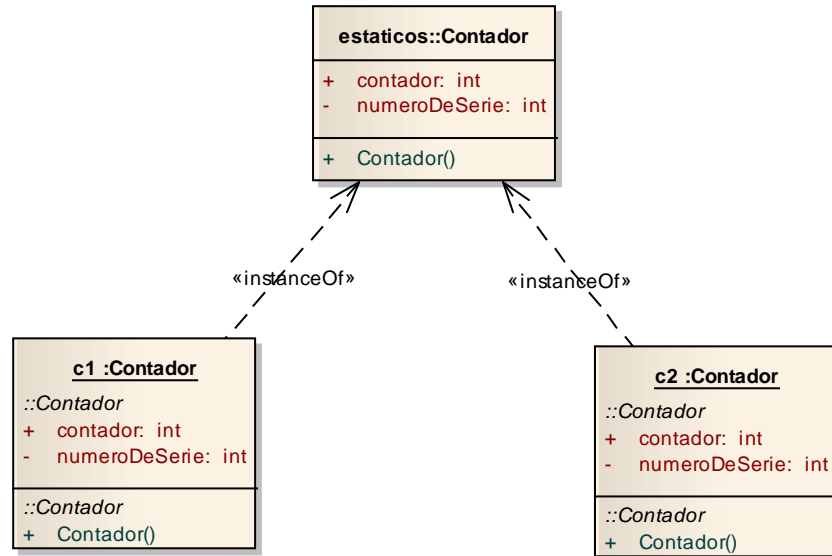 estaticos::Contador
+ contador: int
- numeroDeSerie: int
+ Contador()
«instanceOf»
«instanceOf»
c1 :Contador
::Contador
+ contador: int
- numeroDeSerie: int
::Contador
+ Contador()
c2 :Contador
::Contador
+ contador: int
- numeroDeSerie: int
::Contador
+ Contador()